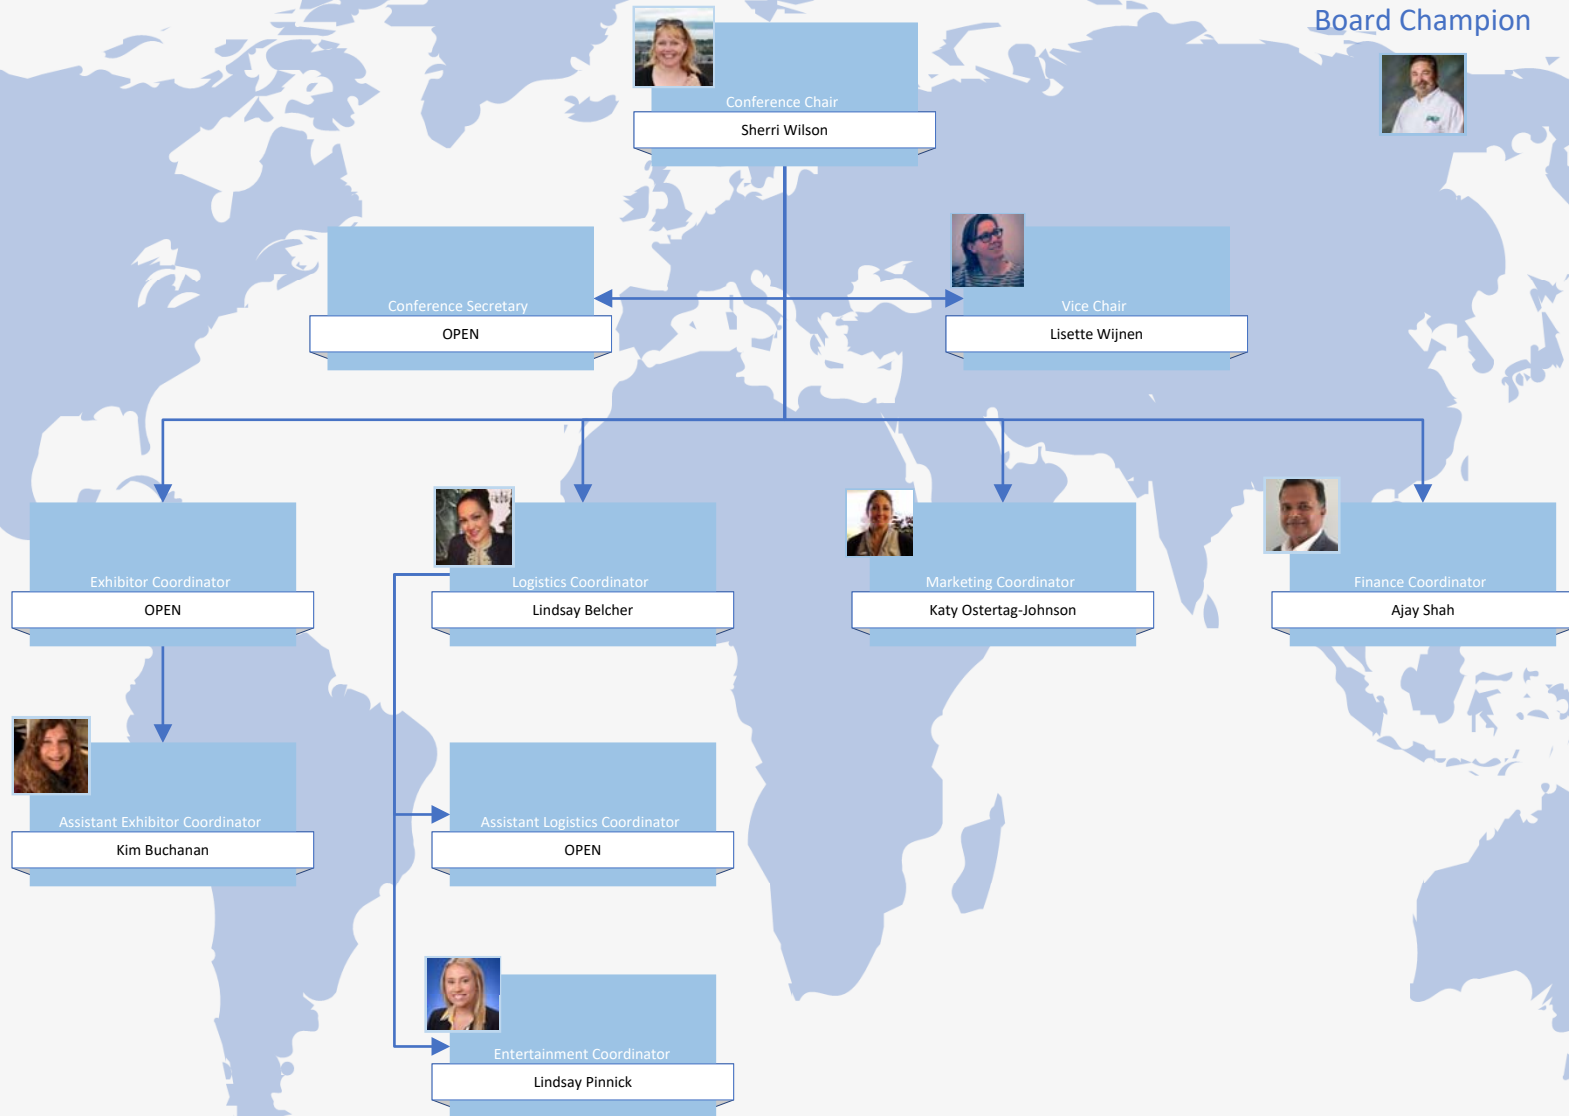 Board Champion
Conference Chair
Sherri Wilson
Conference Secretary
OPEN
Vice Chair
Lisette Wijnen
Exhibitor Coordinator
OPEN
Logistics Coordinator
Lindsay Belcher
Marketing Coordinator
Katy Ostertag-Johnson
Finance Coordinator
Ajay Shah
Assistant Exhibitor Coordinator
Kim Buchanan
Assistant Logistics Coordinator
OPEN
Entertainment Coordinator
Lindsay Pinnick